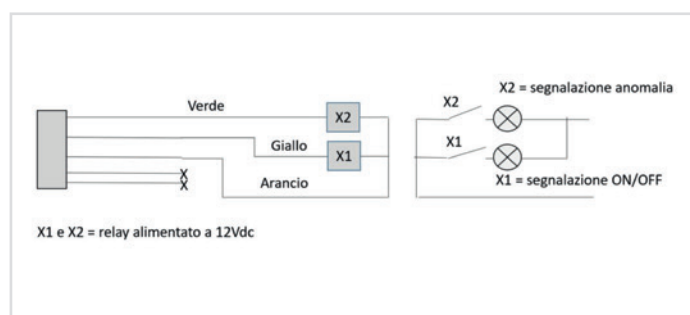 Verde
X2
Giallo
X1
Arancio
X2
X1
X2 = segnalazione anomalia
X1 = segnalazione ON/OFF
X
X
X1 e X2 = relay alimentato a 12Vdc